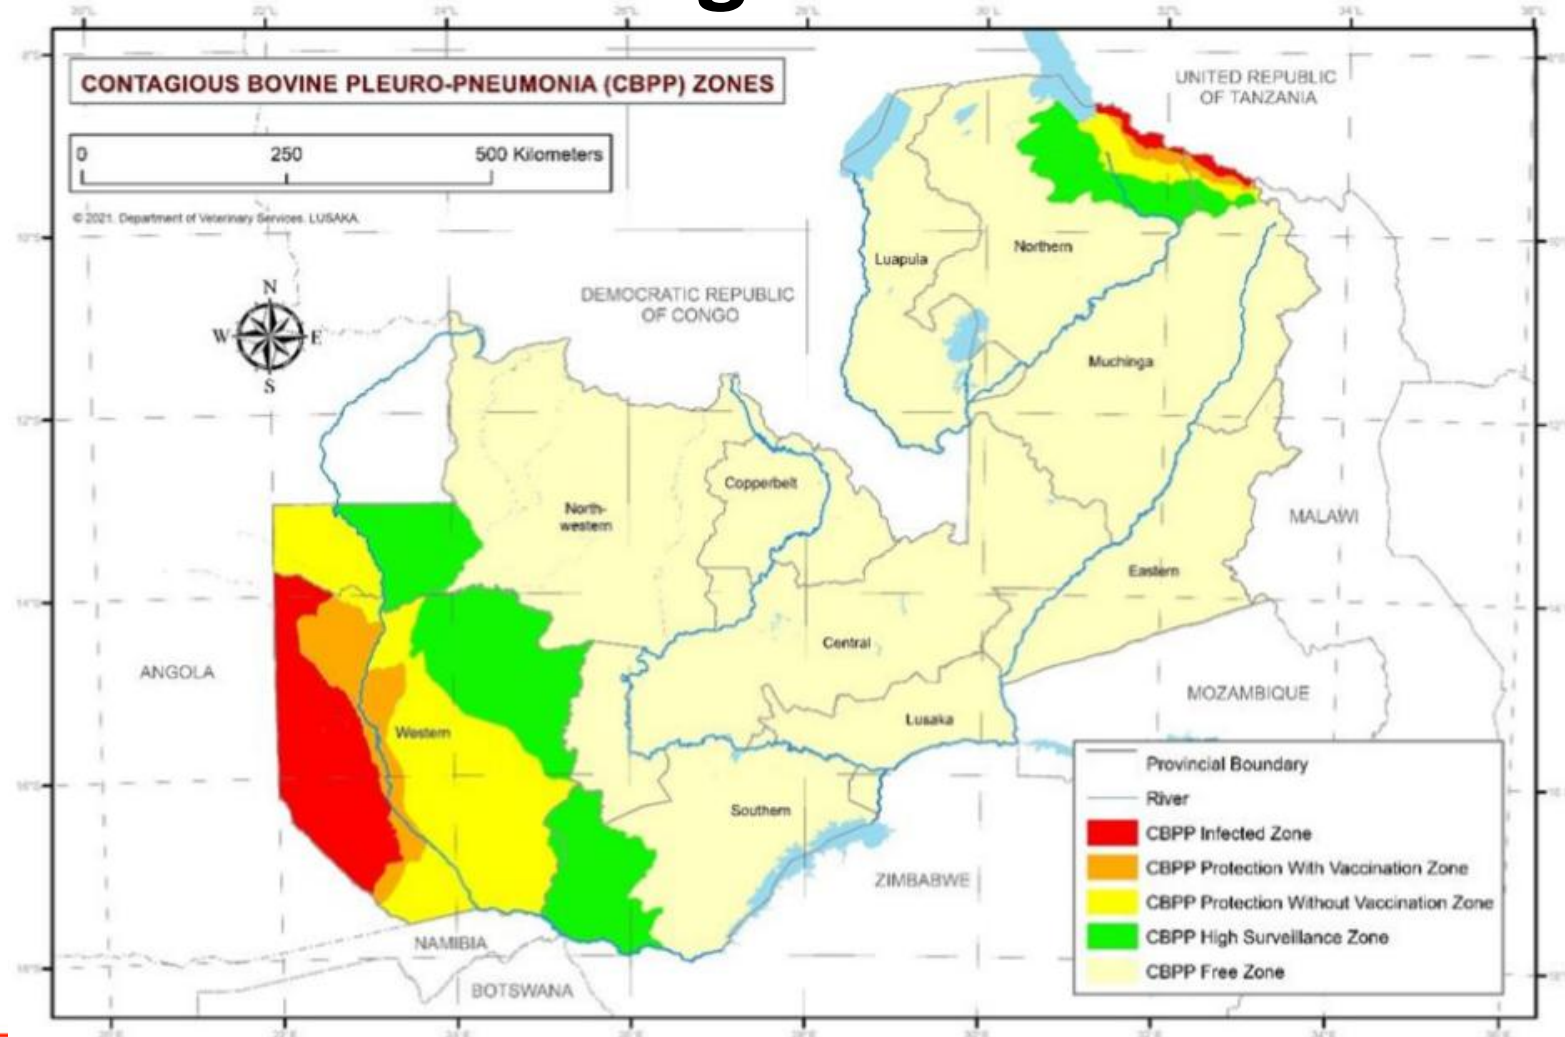 CONTAGIOUS BOVINE PLEURO-PNEUMONIA (CBPP) ZONES
0 250 500 Kilometers
© 2021. Department of Veterinary Services. LUSAKA.
N
W E
S
UNITED REPUBLIC
OF TANZANIA
DEMOCRATIC REPUBLIC
OF CONGO
Luapula
Northern
Muchinga
Copperbelt
North-
western
MALAWI
Eastern
Central
ANGOLA
MOZAMBIQUE
Lusaka
Western
Southern
ZIMBABWE
NAMIBIA
BOTSWANA
Provincial Boundary
River
CBPP Infected Zone
CBPP Protection With Vaccination Zone
CBPP Protection Without Vaccination Zone
CBPP High Surveillance Zone
CBPP Free Zone